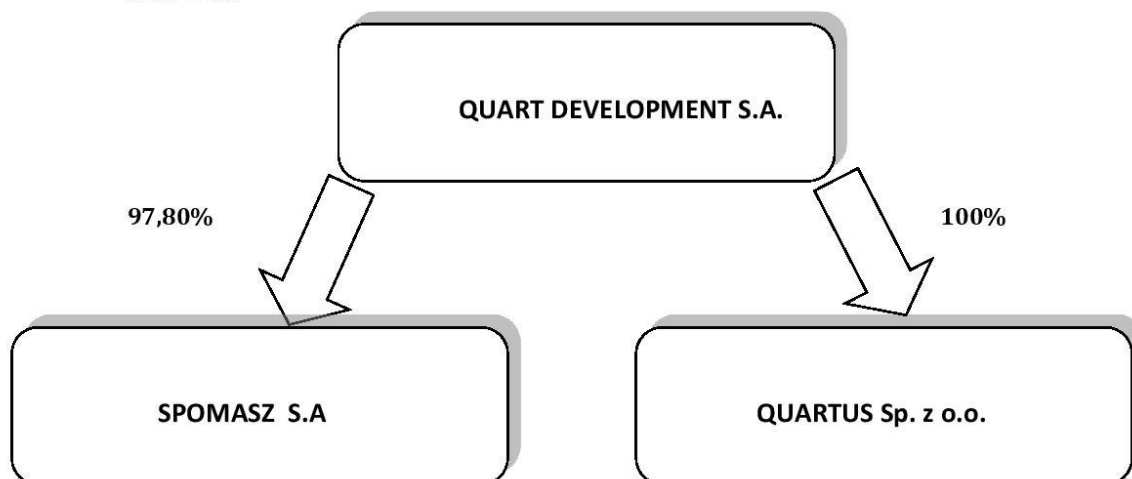 QUART DEVELOPMENT S.A.
97,80%
100%
SPOMASZ S.A
QUARTUS Sp. z o.o.